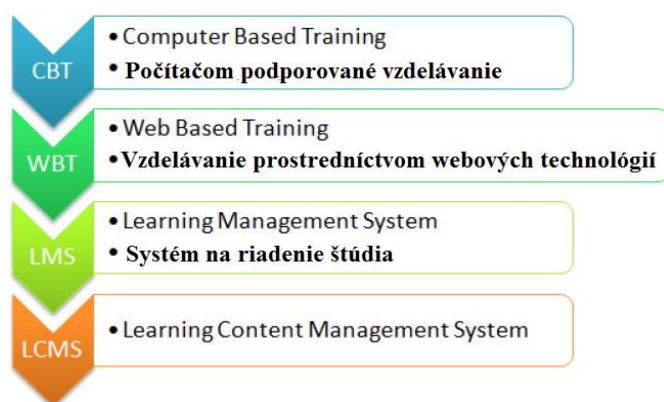 CBT
• Computer Based Training
• Počítačom podporované vzdelávanie
WBT
• Web Based Training
• Vzdelávanie prostredníctvom webových technológií
LMS
• Learning Management System
• Systém na riadenie štúdia
LCMS
• Learning Content Management System